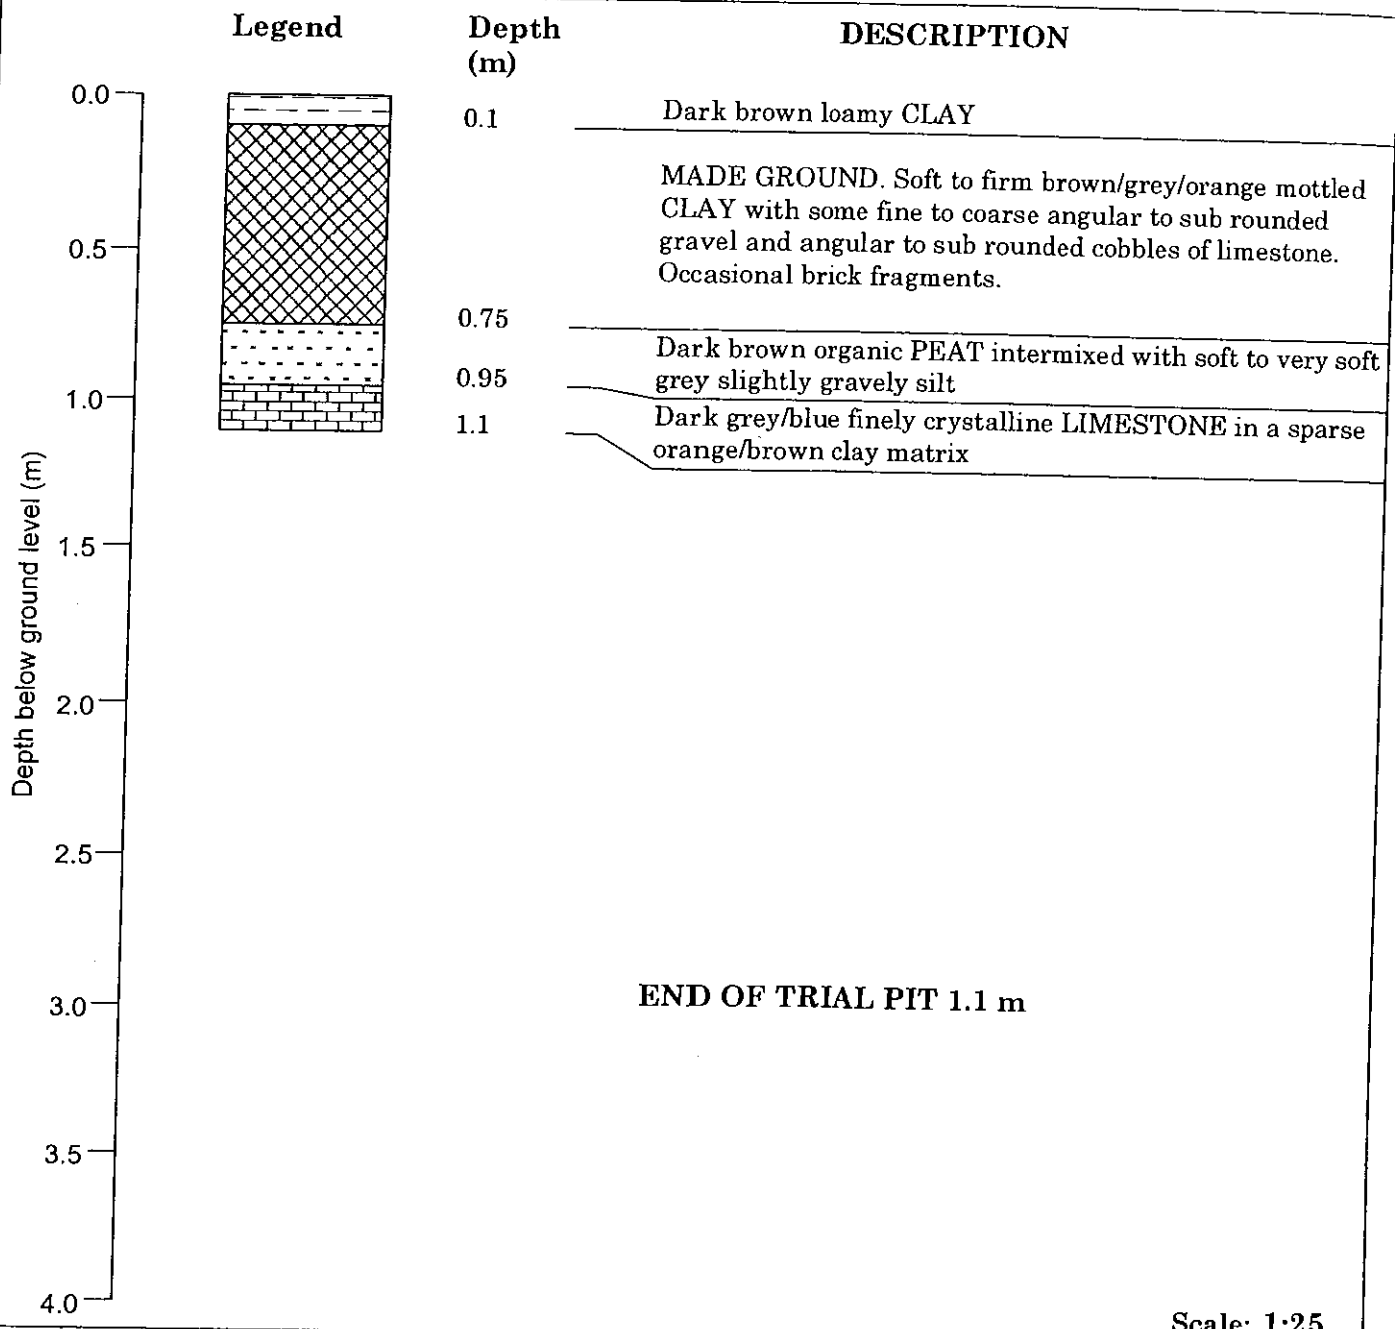 Legend
Depth
(m)
DESCRIPTION
0.0
0.1
Dark brown loamy CLAY
MADE GROUND. Soft to firm brown/grey/orange mottled
CLAY with some fine to coarse angular to sub rounded
gravel and angular to sub rounded cobbles of limestone.
Occasional brick fragments.
0.5
0.75
Dark brown organic PEAT intermixed with soft to very soft
grey slightly gravely silt
0.95
1.0
Dark grey/blue finely crystalline LIMESTONE in a sparse
orange/brown clay matrix
1.1
Depth below ground level (m)
1.5
2.0
2.5
3.0
END OF TRIAL PIT 1.1 m
3.5
4.0
Scale: 1:25